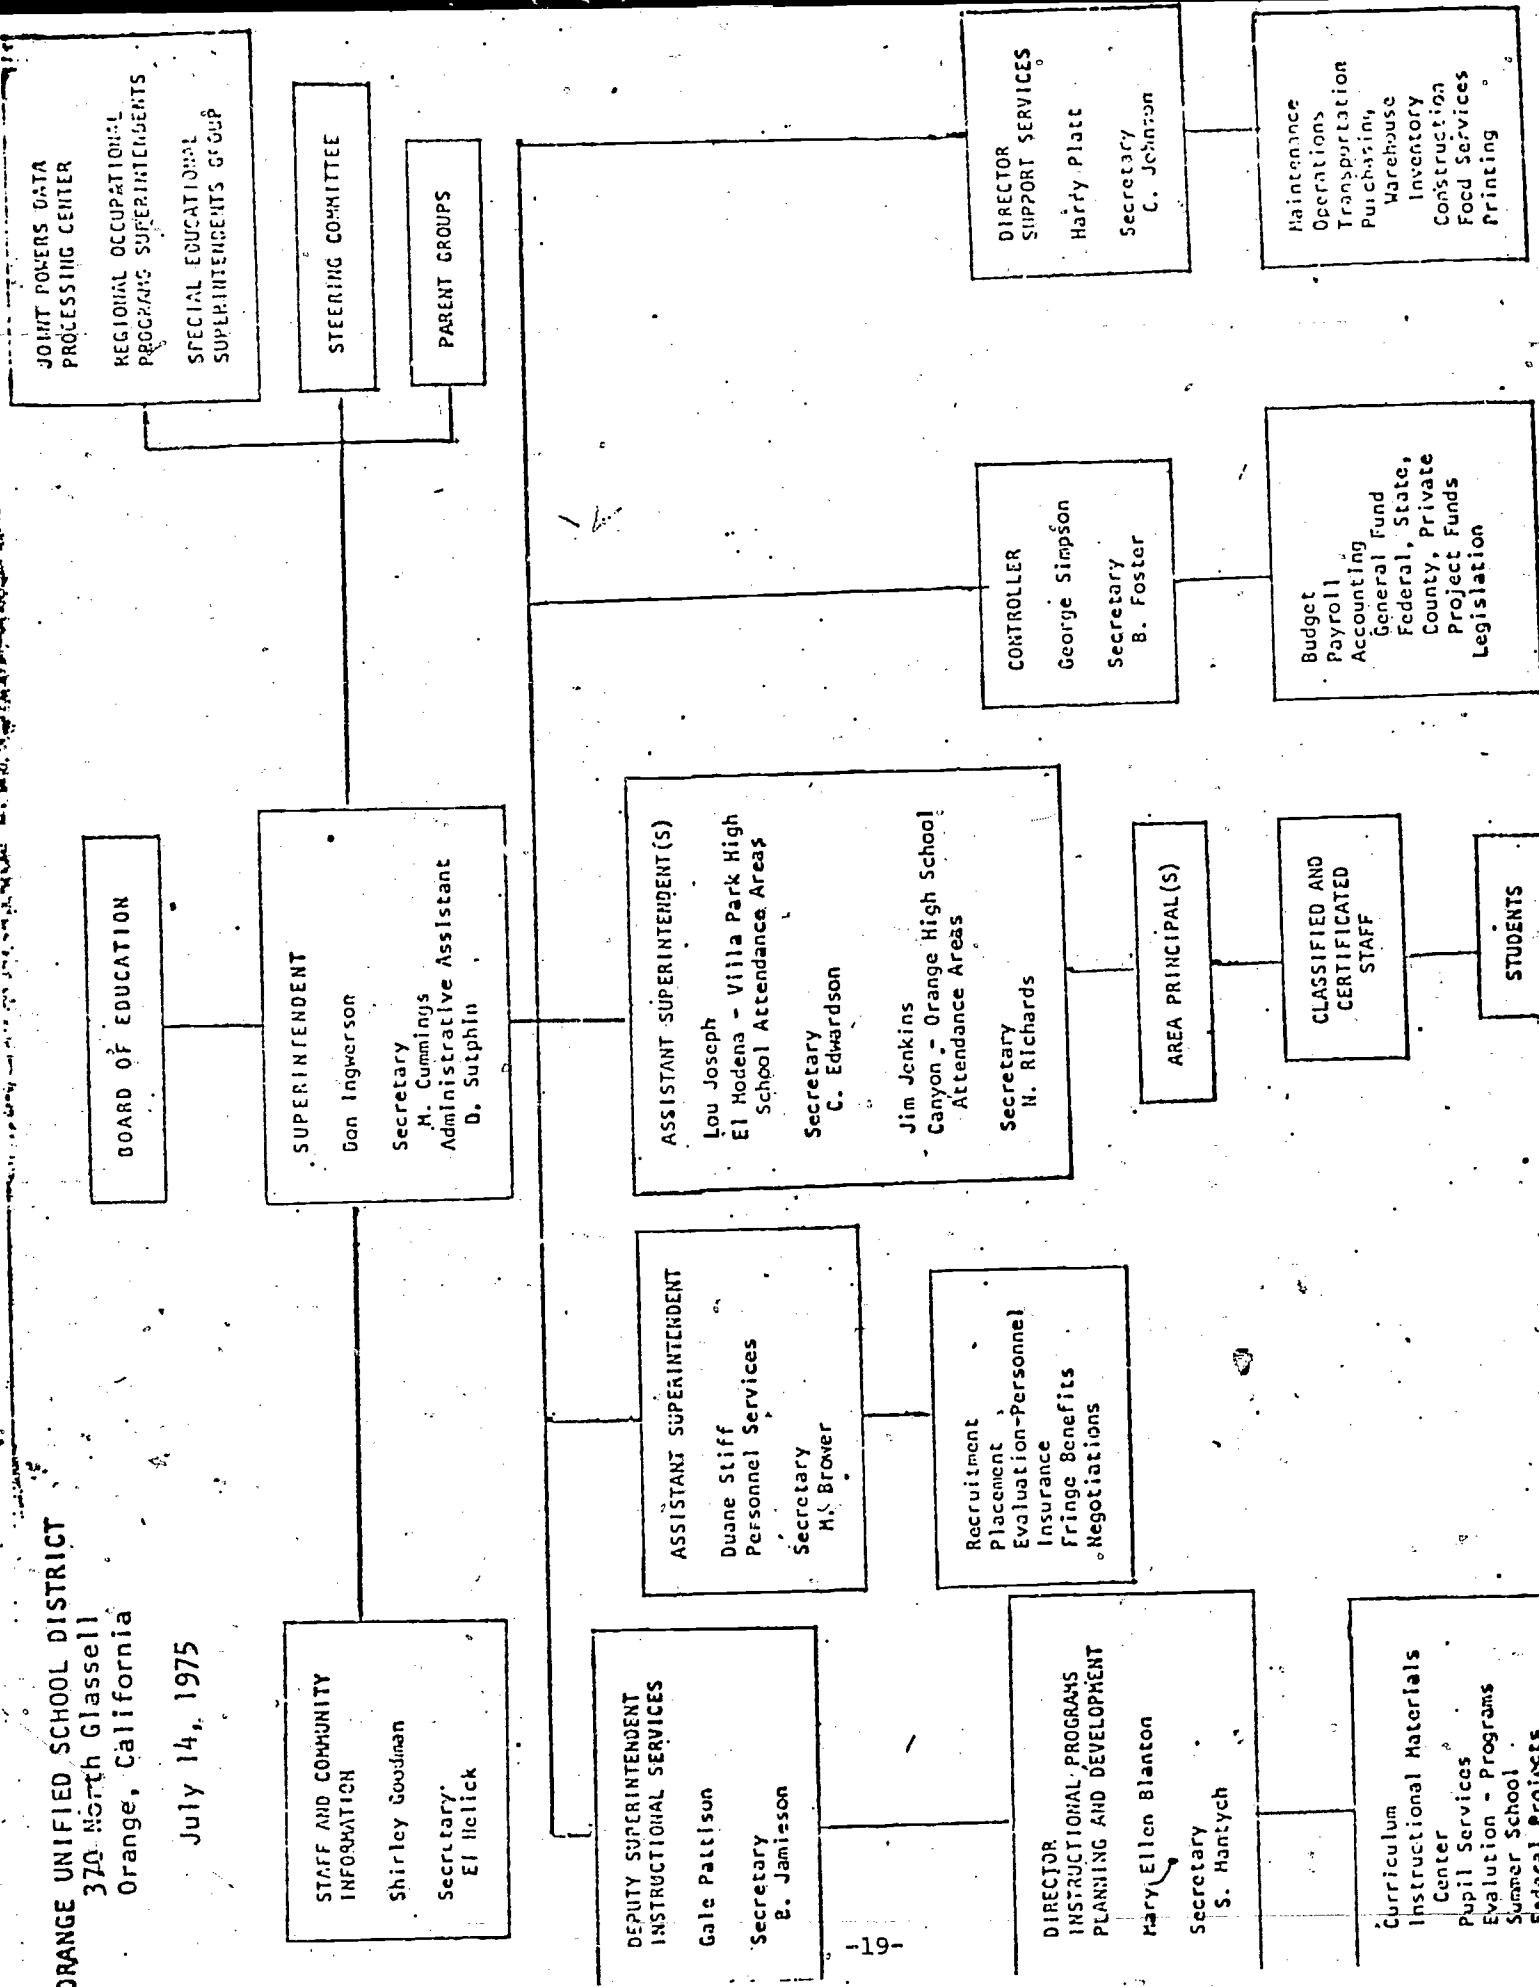 ORANGE UNIFIED SCHOOL DISTRICT
370 North Glassell
Orange, California
July 14, 1975
BOARD OF EDUCATION
JOINT POWERS DATA
PROCESSING CENTER
REGIONAL OCCUPATIONAL
PROGRAMS SUPERINTENDENTS
SPECIAL EDUCATIONAL
SUPERINTENDENTS GROUP
STEERING COMMITTEE
PARENT GROUPS
STAFF AND COMMUNITY
INFORMATION
Shirley Goodman
Secretary
El Helick
SUPERINTENDENT
Don Ingwerson
Secretary
M. Cummings
Administrative Assistant
D. Sutphin
DEPUTY SUPERINTENDENT
INSTRUCTIONAL SERVICES
Gale Pattison
Secretary
B. Jamieson
ASSISTANT SUPERINTENDENT
Duane Stiff
Personnel Services
Secretary
M. Brower
ASSISTANT SUPERINTENDENT(S)
Lou Joseph
El Modena - Villa Park High
School Attendance Areas
Secretary
C. Edwardson
Jim Jenkins
Canyon - Orange High School
Attendance Areas
Secretary
N. Richards
CONTROLLER
George Simpson
Secretary
B. Foster
DIRECTOR
SUPPORT SERVICES
Harry Platt
Secretary
C. Johnson
DIRECTOR
INSTRUCTIONAL PROGRAMS
PLANNING AND DEVELOPMENT
Mary Ellen Blanton
Secretary
S. Hantych
Recruitment
Placement
Evaluation-Personnel
Insurance
Fringe Benefits
Negotiations
AREA PRINCIPAL(S)
CLASSIFIED AND
CERTIFICATED
STAFF
STUDENTS
Budget
Payroll
Accounting
General Fund
Federal, State,
County, Private
Project Funds
Legislation
Maintenance
Operations
Transportation
Purchasing
Warehouse
Inventory
Construction
Food Services
Printing
Curriculum
Instructional Materials
Center
Pupil Services
Evalution - Programs
Summer School
Federal Projects
-19-